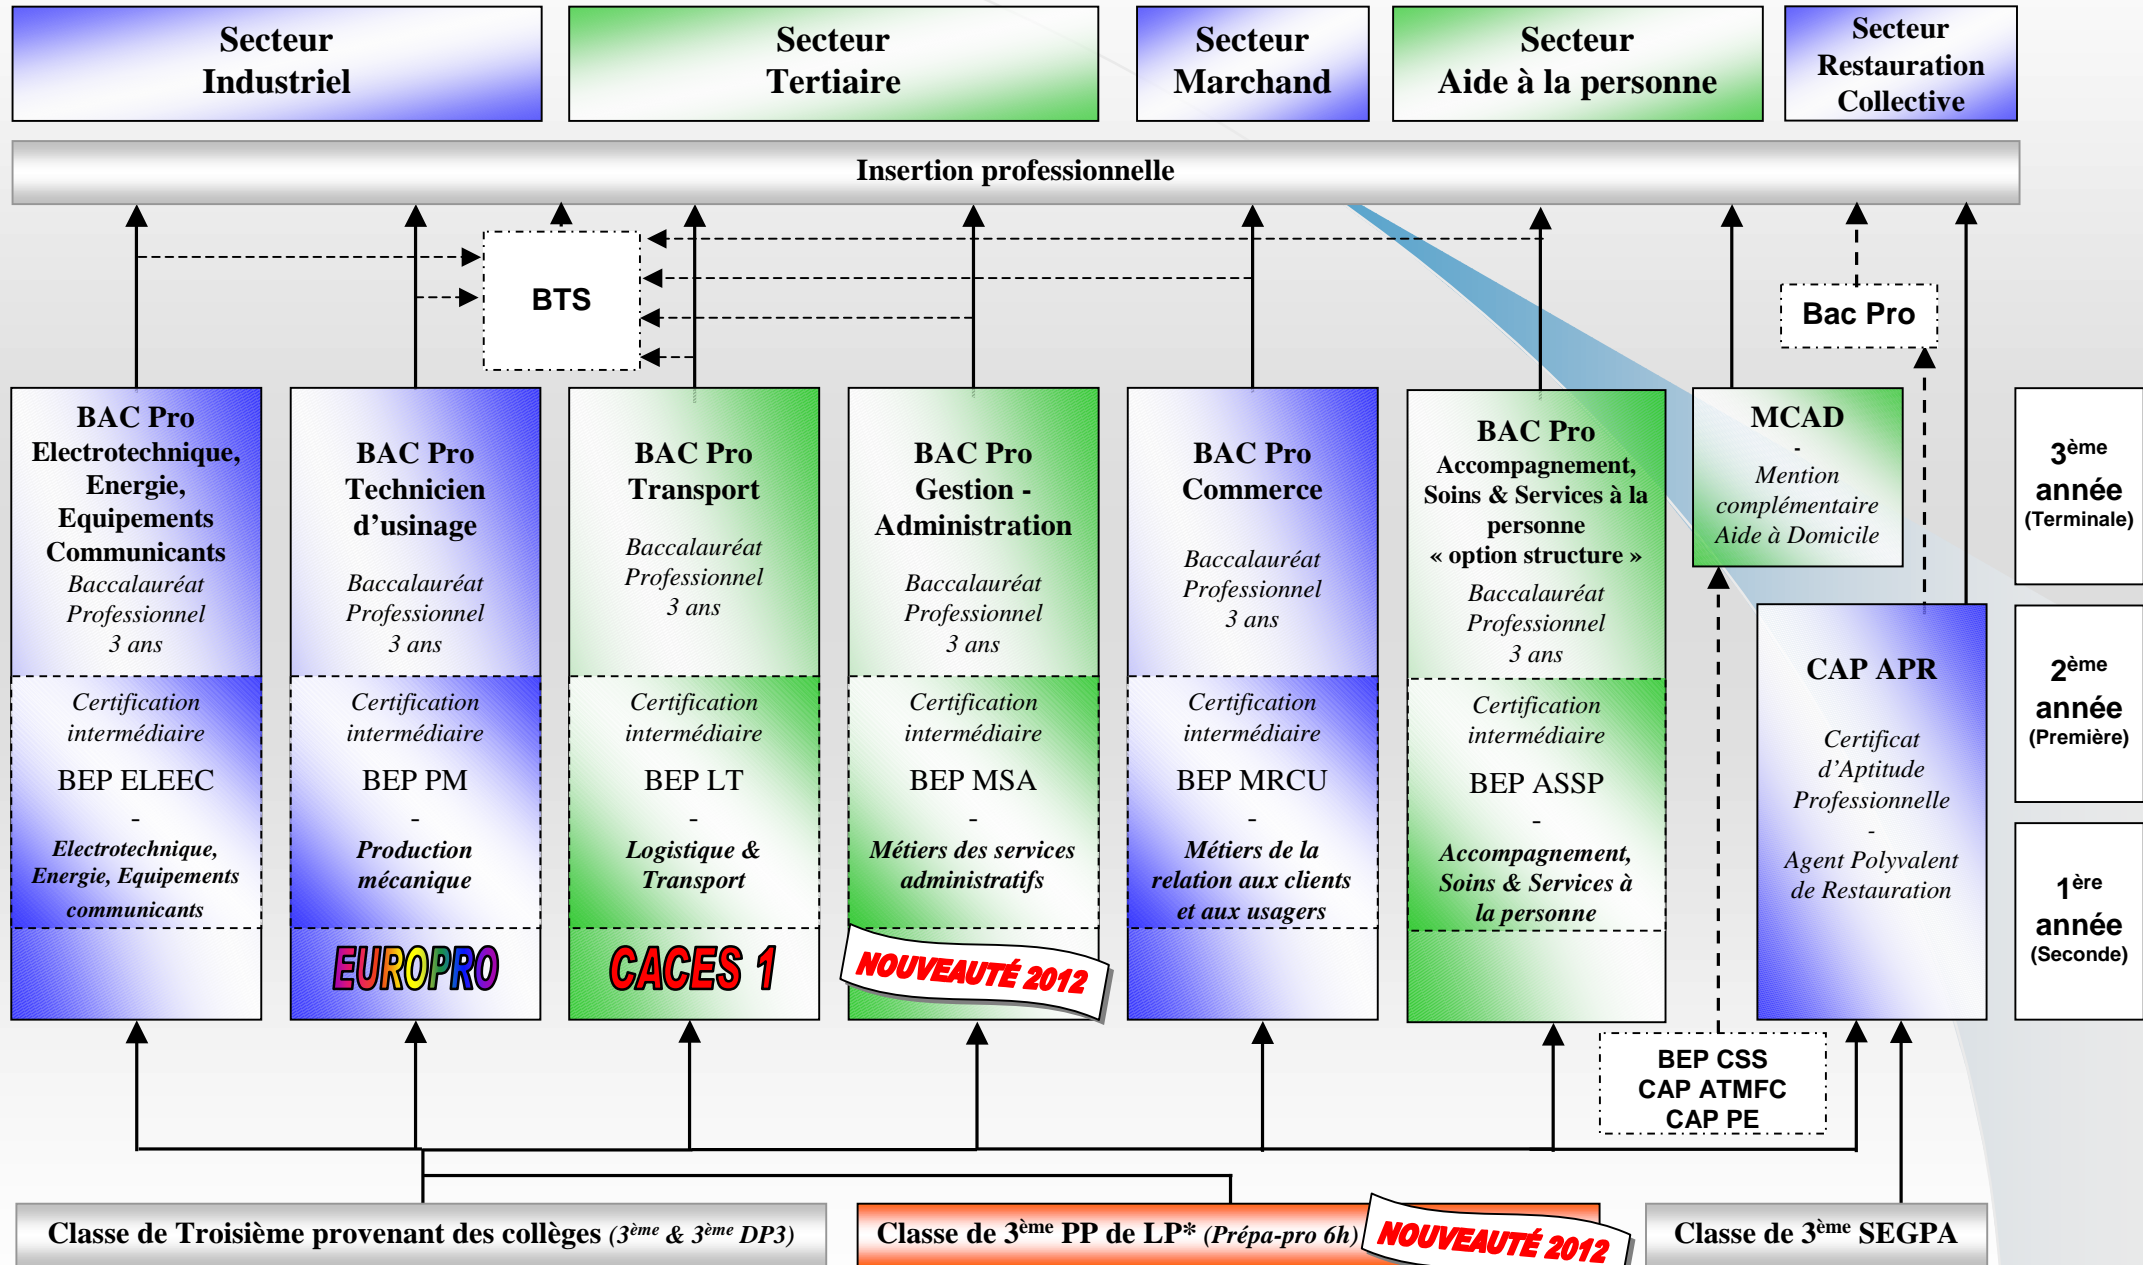 Secteur
Industriel
Secteur
Tertiaire
Secteur
Marchand
Secteur
Aide à la personne
Secteur
Restauration
Collective
Insertion professionnelle
BTS
Bac Pro
BAC Pro
Electrotechnique,
Energie,
Equipements
Communicants
Baccalauréat
Professionnel
3 ans
Certification
intermédiaire
BEP ELEEC
-
Electrotechnique,
Energie, Equipements
communicants
BAC Pro
Technicien
d’usinage
Baccalauréat
Professionnel
3 ans
Certification
intermédiaire
BEP PM
-
Production
mécanique
EUROPRO
BAC Pro
Transport
Baccalauréat
Professionnel
3 ans
Certification
intermédiaire
BEP LT
-
Logistique &
Transport
CACES 1
BAC Pro
Gestion -
Administration
Baccalauréat
Professionnel
3 ans
Certification
intermédiaire
BEP MSA
-
Métiers des services
administratifs
NOUVEAUTÉ 2012
BAC Pro
Commerce
Baccalauréat
Professionnel
3 ans
Certification
intermédiaire
BEP MRCU
-
Métiers de la
relation aux clients
et aux usagers
BAC Pro
Accompagnement,
Soins & Services à la
personne
« option structure »
Baccalauréat
Professionnel
3 ans
Certification
intermédiaire
BEP ASSP
-
Accompagnement,
Soins & Services à
la personne
MCAD
-
Mention
complémentaire
Aide à Domicile
CAP APR
Certificat
d’Aptitude
Professionnelle
-
Agent Polyvalent
de Restauration
3ème
année
(Terminale)
2ème
année
(Première)
1ère
année
(Seconde)
BEP CSS
CAP ATMFC
CAP PE
Classe de Troisième provenant des collèges (3ème & 3ème DP3)
Classe de 3ème PP de LP* (Prépa-pro 6h)
NOUVEAUTÉ 2012
Classe de 3ème SEGPA